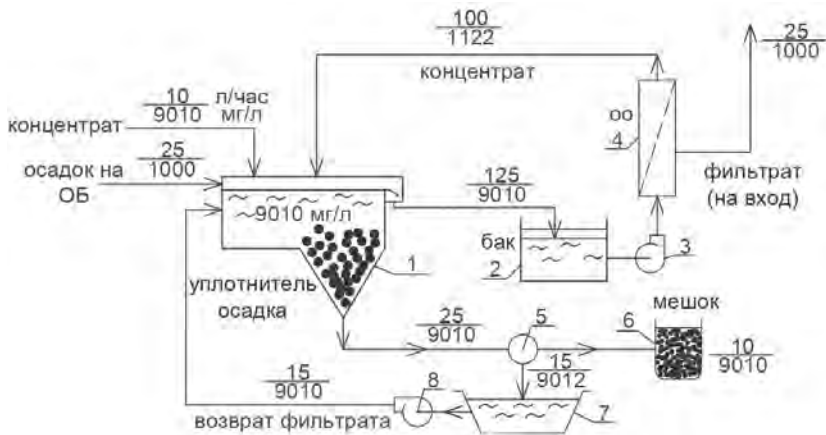 100
1122
концентрат
25
1000
10 л/час
9010 мг/л
концентрат
осадок на
ОБ
25
1000
оо
4
фильтрат
(на вход)
125
9010
9010 мг/л
бак
2
3
1
уплотнитель
осадка
мешок
25
9010
5
6
10
9010
15
9012
15
9010
8
7
возврат фильтрата